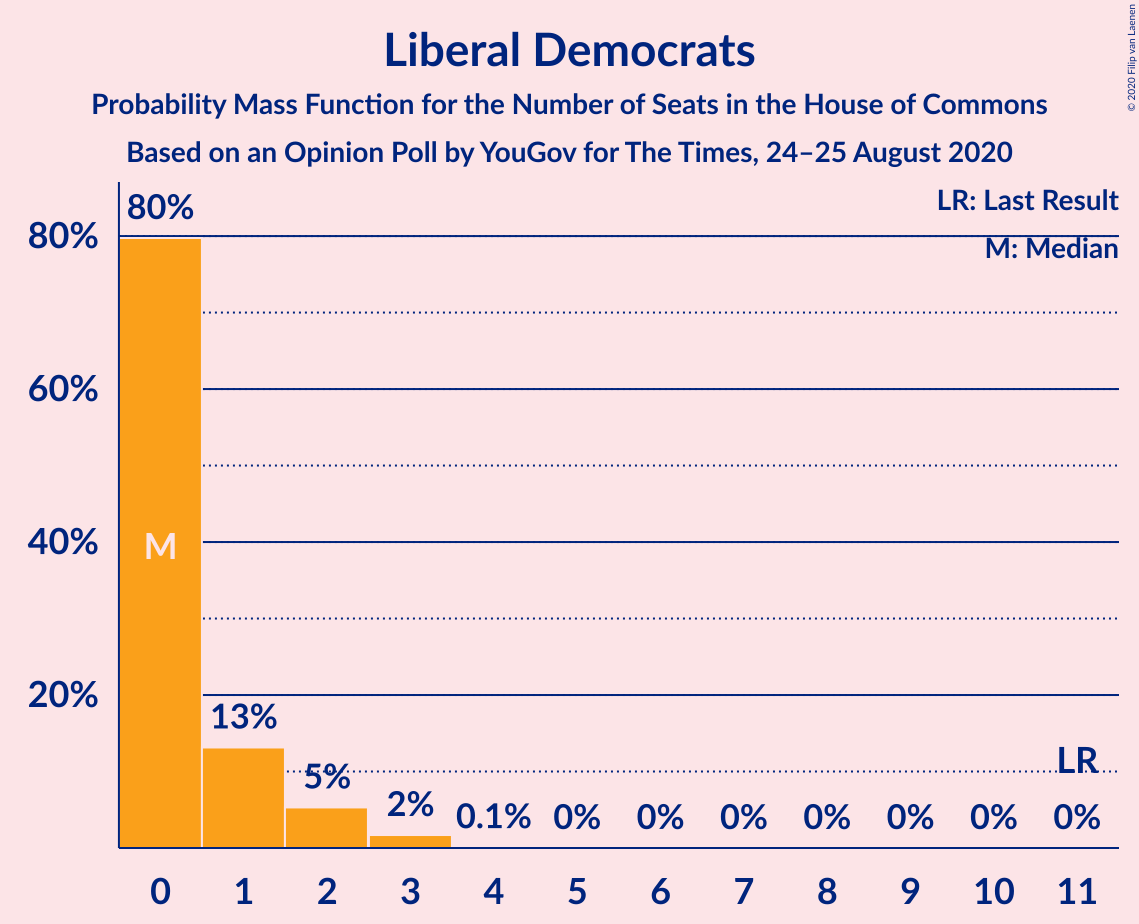 Liberal Democrats
Probability Mass Function for the Number of Seats in the House of Commons
Based on an Opinion Poll by YouGov for The Times, 24–25 August 2020
© 2020 Filip van Laenen
LR: Last Result
M: Median
80%
60%
40%
20%
80%
M
13%
5%
2%
0.1%
0%
0%
0%
0%
0%
0%
LR
0%
0 1 2 3 4 5 6 7 8 9 10 11